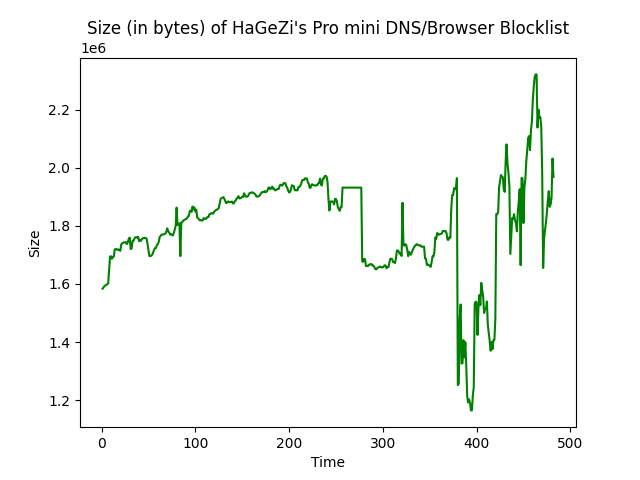 Size (in bytes) of HaGeZi's Pro mini DNS/Browser Blocklist
1e6
2.2
2.0
1.8
1.6
1.4
1.2
Size
0 100 200 300 400 500
Time